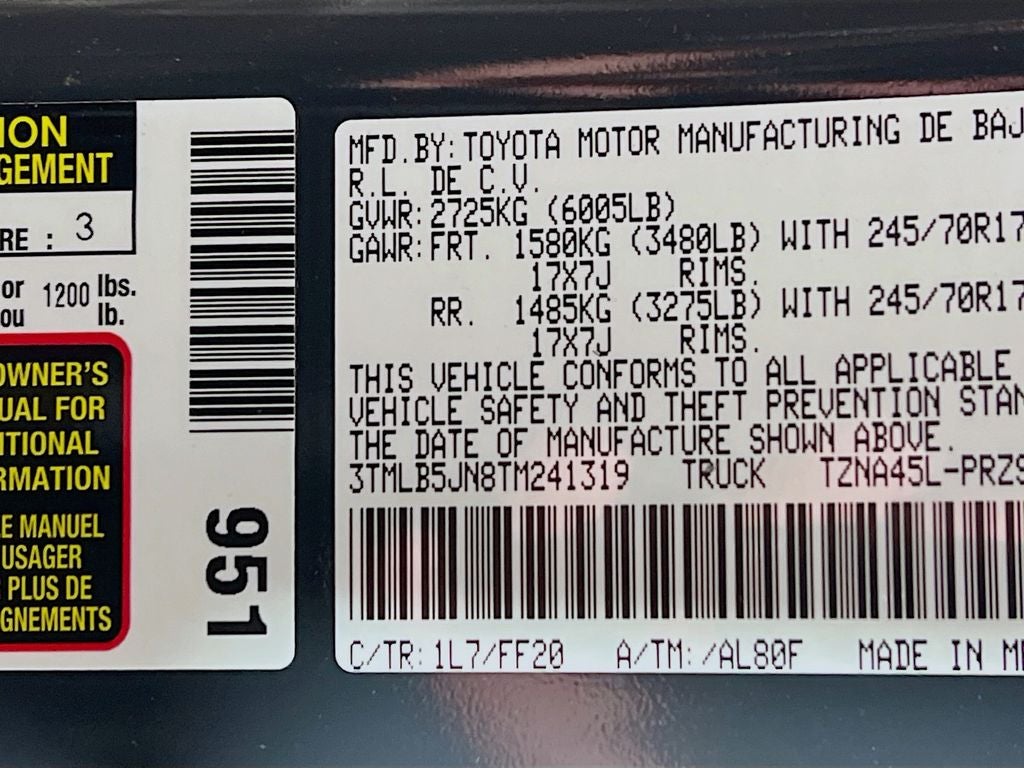 ION
GEMENT
RE : 3
or 1200 lbs.
ou lb.
OWNER'S
UAL FOR
ITIONAL
RMATION
LE MANUEL
USAGER
PLUS DE
GNEMENTS
951
MFD.BY: TOYOTA MOTOR MANUFACTURING DE BAJ
R.L. DE C.V.
GVWR: 2725KG (6005LB)
GAWR: FRT. 1580KG (3480LB) WITH 245/70R17
17X7J RIMS.
RR. 1485KG (3275LB) WITH 245/70R17
17X7J RIMS.
THIS VEHICLE CONFORMS TO ALL APPLICABLE
VEHICLE SAFETY AND THEFT PREVENTION STAN
THE DATE OF MANUFACTURE SHOWN ABOVE.
3TMLB5JN8TM241319 TRUCK TZNA45L-PRZS
C/TR: 1L7/FF20 A/TM: /AL80F MADE IN ME